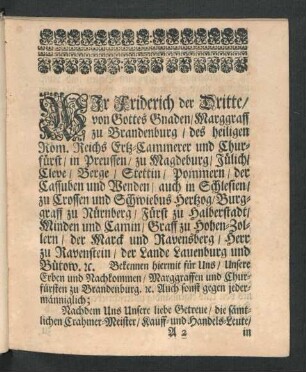 WIr Friderich der Dritte/
von Gottes Gnaden/ Marggraff
zu Brandenburg/ des heiligen
Röm. Reichs Ertz-Cammerer und Chur-
fürst/ in Preussen/ zu Magdeburg/ Jülich/
Cleve/ Berge/ Stettin/ Pommern/ der
Cassuben und Wenden/ auch in Schlesien/
zu Crossen und Schwiebus Hertzog/ Burg-
graff zu Nürnberg/ Fürst zu Halberstadt/
Minden und Camin/ Graff zu Hohen-Zol-
lern/ der Marck und Ravensberg/ Herr
zu Ravenstein/ der Lande Lauenburg und
Bütow. ꝛc. Bekennen hiermit für Uns/ Unsere
Erben und Nachkommen/ Marggraffen und Chur-
fürsten zu Brandenburg. ꝛc. Auch sonst gegen jeder-
männiglich;
Nachdem Uns Unsere liebe Getreue/ die sämt-
lichen Crahmer-Meister/ Kauff- und Handels-Leute/
A 2 in